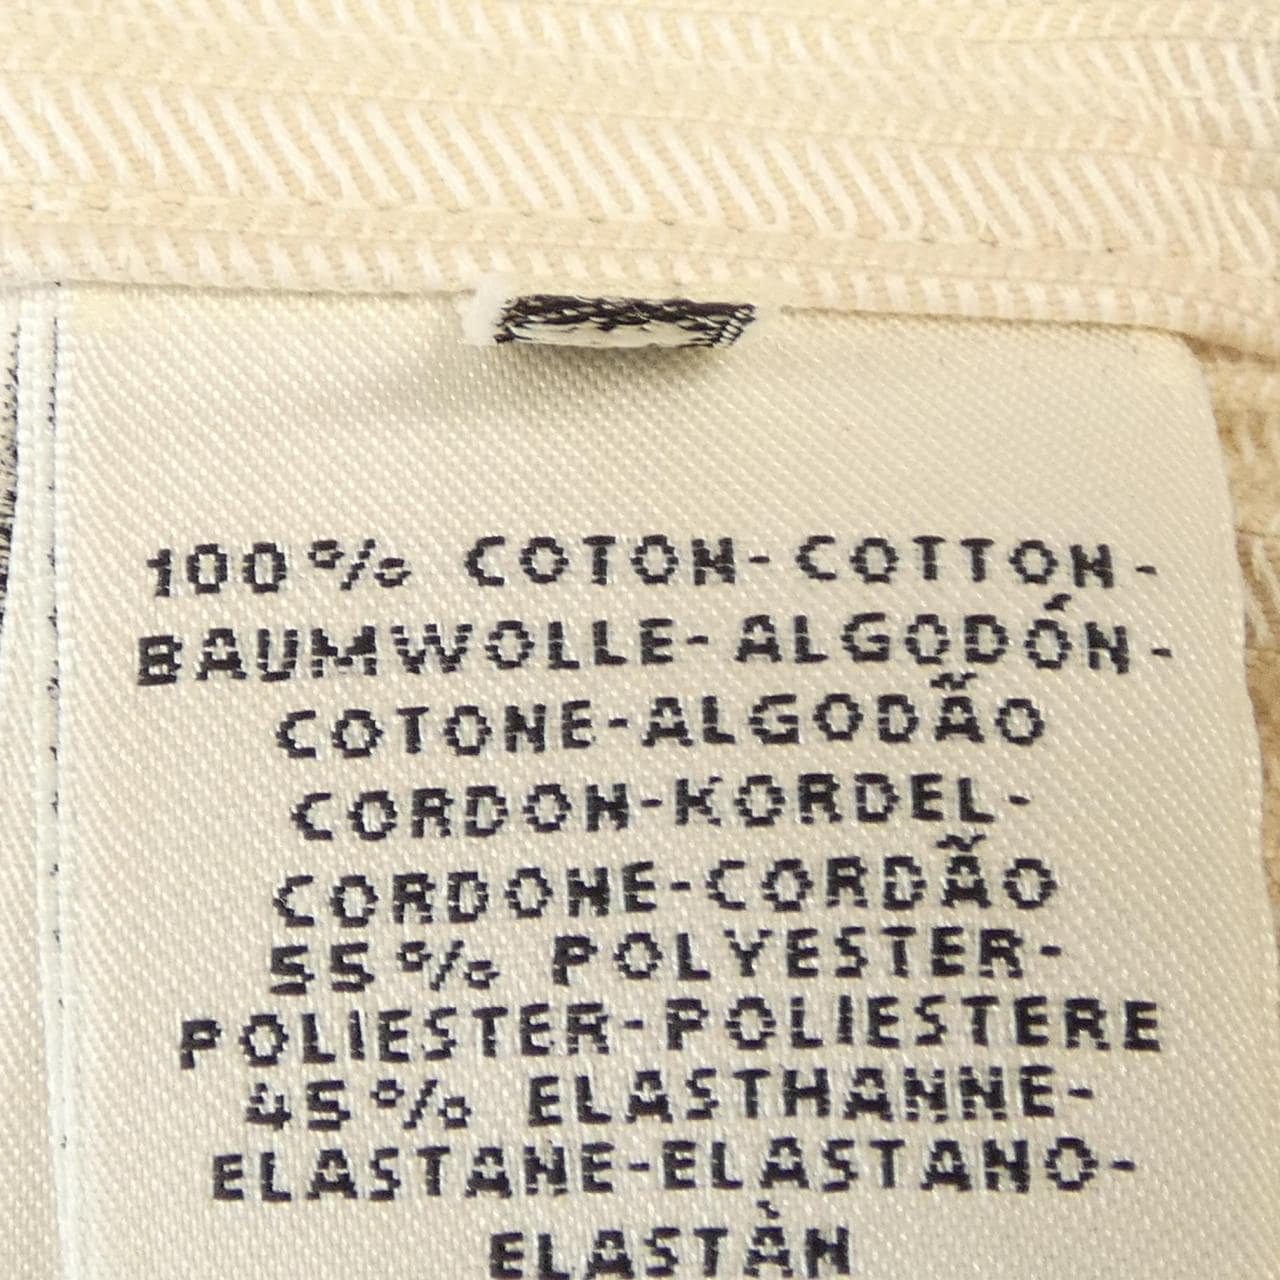 100% COTON-COTTON-
BAUMWOLLE-ALGODÓN-
COTONE-ALGODÃO
CORDON-KORDEL-
CORDONE-CORDÃO
55% POLYESTER-
POLIESTER-POLIESTERE
45% ELASTHANNE-
ELASTANE-ELASTANO-
ELASTÀN